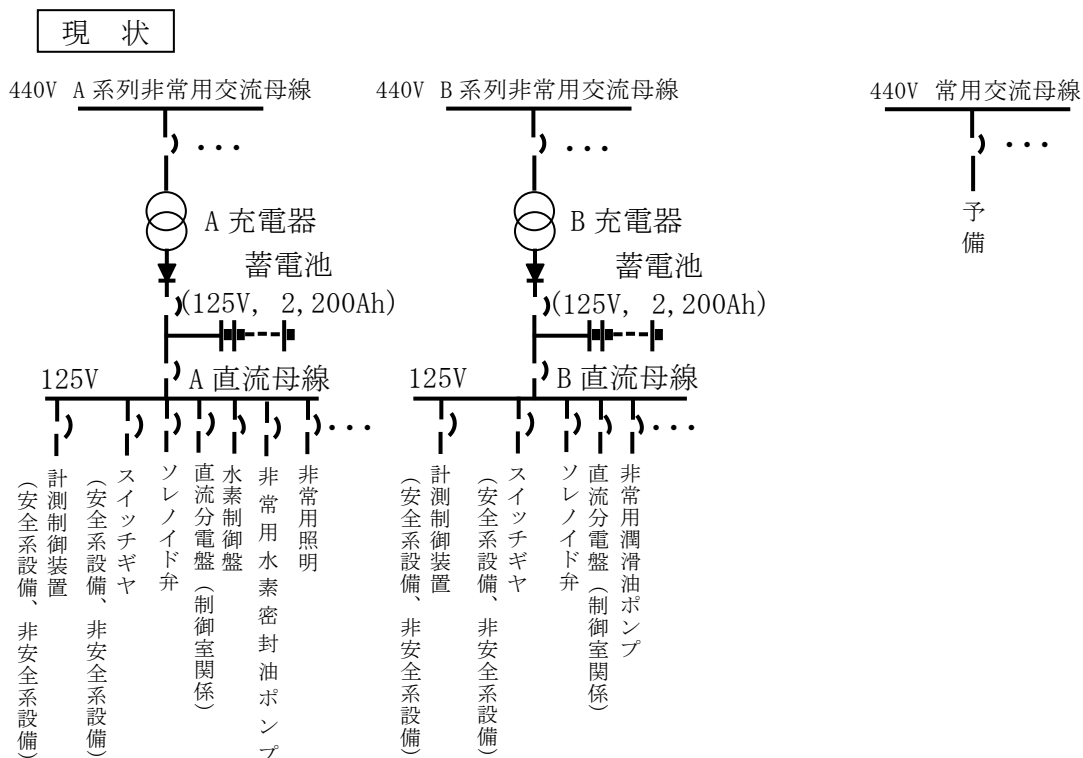 現 状
440V A系列非常用交流母線
・・・
A 充電器
蓄電池
(125V, 2,200Ah)
125V
A 直流母線
・・・
計測制御装置
(安全系設備、非安全系設備)
スイッチギヤ
(安全系設備、非安全系設備)
ソレノイド弁
直流分電盤(制御室関係)
水素制御盤
非常用水素密封油ポンプ
非常用照明
440V B系列非常用交流母線
・・・
B 充電器
蓄電池
(125V, 2,200Ah)
125V
B 直流母線
・・・
計測制御装置
(安全系設備、非安全系設備)
スイッチギヤ
(安全系設備、非安全系設備)
ソレノイド弁
直流分電盤(制御室関係)
非常用潤滑油ポンプ
440V 常用交流母線
・・・
予備